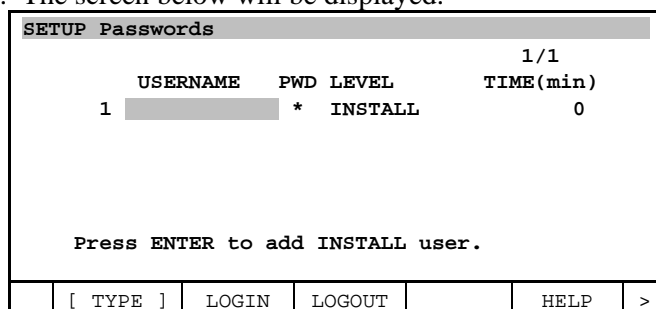 . The screen below will be displayed.
SETUP Passwords
1/1
USERNAME PWD LEVEL TIME(min)
1 * INSTALL 0
Press ENTER to add INSTALL user.
[ TYPE ] LOGIN LOGOUT HELP >